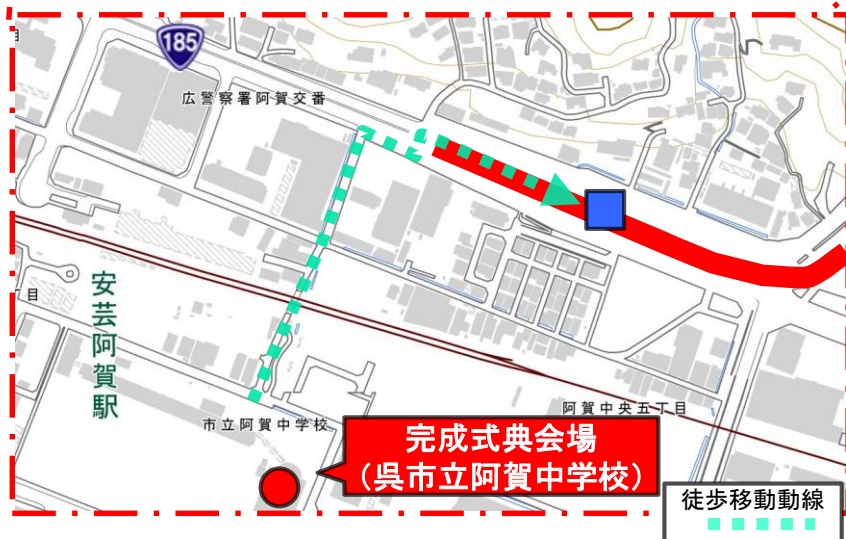 185
広警察署阿賀交番
安芸阿賀駅
丁目
市立阿賀中学校
阿賀中央五丁目
完成式典会場
（呉市立阿賀中学校）
徒歩移動動線